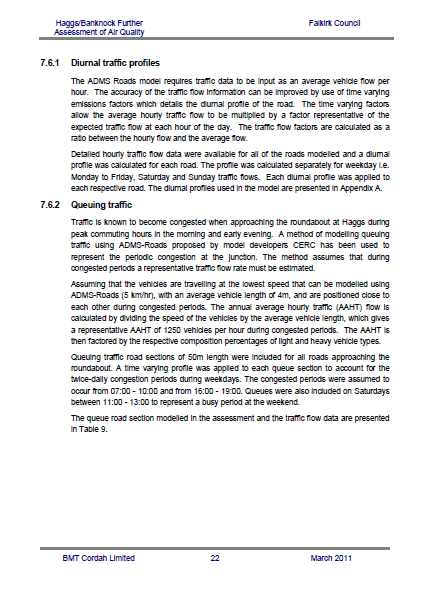 Haggs/Banknock Further Falkirk Council
Assessment of Air Quality
7.6.1 Diurnal traffic profiles
The ADMS Roads model requires traffic data to be input as an average vehicle flow per
hour. The accuracy of the traffic flow information can be improved by use of time varying
emissions factors which details the diurnal profile of the road. The time varying factors
allow the average hourly traffic flow to be multiplied by a factor representative of the
expected traffic flow at each hour of the day. The traffic flow factors are calculated as a
ratio between the hourly flow and the average flow.
Detailed hourly traffic flow data were available for all of the roads modelled and a diurnal
profile was calculated for each road. The profile was calculated separately for weekday i.e.
Monday to Friday, Saturday and Sunday traffic flows. Each diurnal profile was applied to
each respective road. The diurnal profiles used in the model are presented in Appendix A.
7.6.2 Queuing traffic
Traffic is known to become congested when approaching the roundabout at Haggs during
peak commuting hours in the morning and early evening. A method of modelling queuing
traffic using ADMS-Roads proposed by model developers CERC has been used to
represent the periodic congestion at the junction. The method assumes that during
congested periods a representative traffic flow rate must be estimated.
Assuming that the vehicles are travelling at the lowest speed that can be modelled using
ADMS-Roads (5 km/hr), with an average vehicle length of 4m, and are positioned close to
each other during congested periods. The annual average hourly traffic (AAHT) flow is
calculated by dividing the speed of the vehicles by the average vehicle length, which gives
a representative AAHT of 1250 vehicles per hour during congested periods. The AAHT is
then factored by the respective composition percentages of light and heavy vehicle types.
Queuing traffic road sections of 50m length were included for all roads approaching the
roundabout. A time varying profile was applied to each queue section to account for the
twice-daily congestion periods during weekdays. The congested periods were assumed to
occur from 07:00 - 10:00 and from 16:00 - 19:00. Queues were also included on Saturdays
between 11:00 - 13:00 to represent a busy period at the weekend.
The queue road section modelled in the assessment and the traffic flow data are presented
in Table 9.
BMT Cordah Limited 22 March 2011